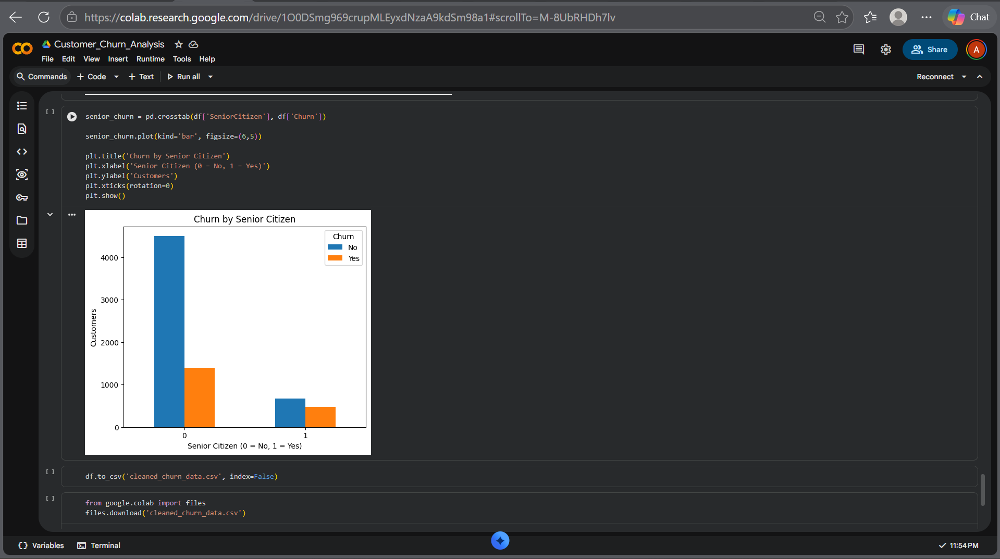 https://colab.research.google.com/drive/1O0DSmg969crupMLEyxdNzaA9kdSm98a1#scrollTo=M-8UbRHDh7lv
Chat
Customer_Churn_Analysis
File Edit View Insert Runtime Tools Help
Share
A
Commands + Code + Text Run all
Reconnect
[ ]
senior_churn = pd.crosstab(df['SeniorCitizen'], df['Churn'])
senior_churn.plot(kind='bar', figsize=(6,5))
plt.title('Churn by Senior Citizen')
plt.xlabel('Senior Citizen (0 = No, 1 = Yes)')
plt.ylabel('Customers')
plt.xticks(rotation=0)
plt.show()
Churn by Senior Citizen
Churn
No
Yes
4000
3000
2000
1000
0
Customers
0 1
Senior Citizen (0 = No, 1 = Yes)
[ ]
df.to_csv('cleaned_churn_data.csv', index=False)
[ ]
from google.colab import files
files.download('cleaned_churn_data.csv')
Variables Terminal
11:54 PM